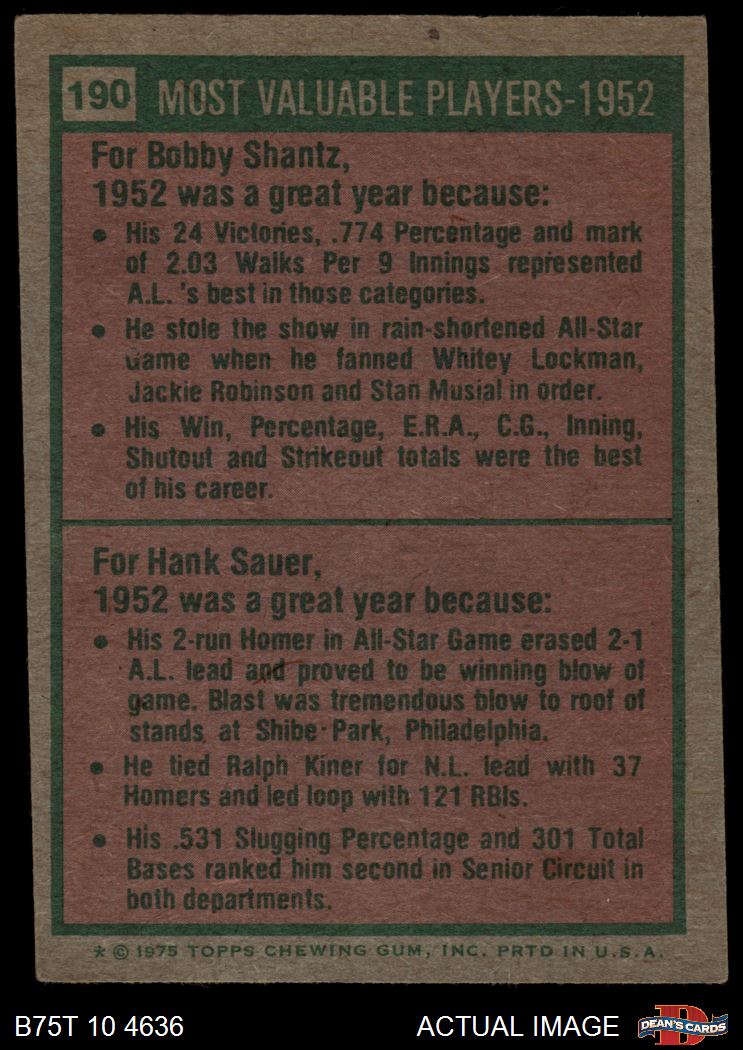 190 MOST VALUABLE PLAYERS-1952
For Bobby Shantz,
1952 was a great year because:
• His 24 Victories, .774 Percentage and mark
of 2.03 Walks Per 9 Innings represented
A.L. 's best in those categories.
• He stole the show in rain-shortened All-Star
Game when he fanned Whitey Lockman,
Jackie Robinson and Stan Musial in order.
• His Win, Percentage, E.R.A., C.G., Inning,
Shutout and Strikeout totals were the best
of his career.
For Hank Sauer,
1952 was a great year because:
• His 2-run Homer in All-Star Game erased 2-1
A.L. lead and proved to be winning blow of
game. Blast was tremendous blow to roof of
stands at Shibe Park, Philadelphia.
• He tied Ralph Kiner for N.L. lead with 37
Homers and led loop with 121 RBIs.
• His .531 Slugging Percentage and 301 Total
Bases ranked him second in Senior Circuit in
both departments.
* © 1975 TOPPS CHEWING GUM, INC. PRTD IN U.S.A.
B75T 10 4636 ACTUAL IMAGE DEAN'S CARDS